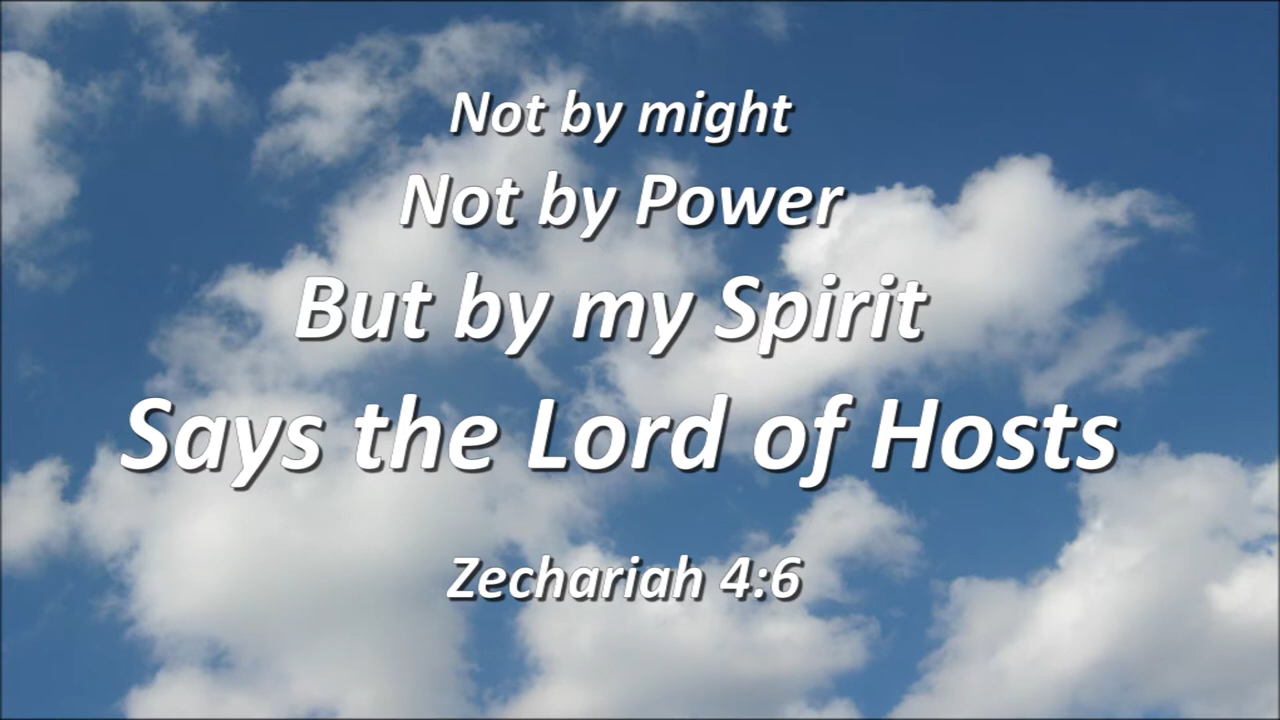 Not by might
Not by Power
But by my Spirit
Says the Lord of Hosts
Zechariah 4:6